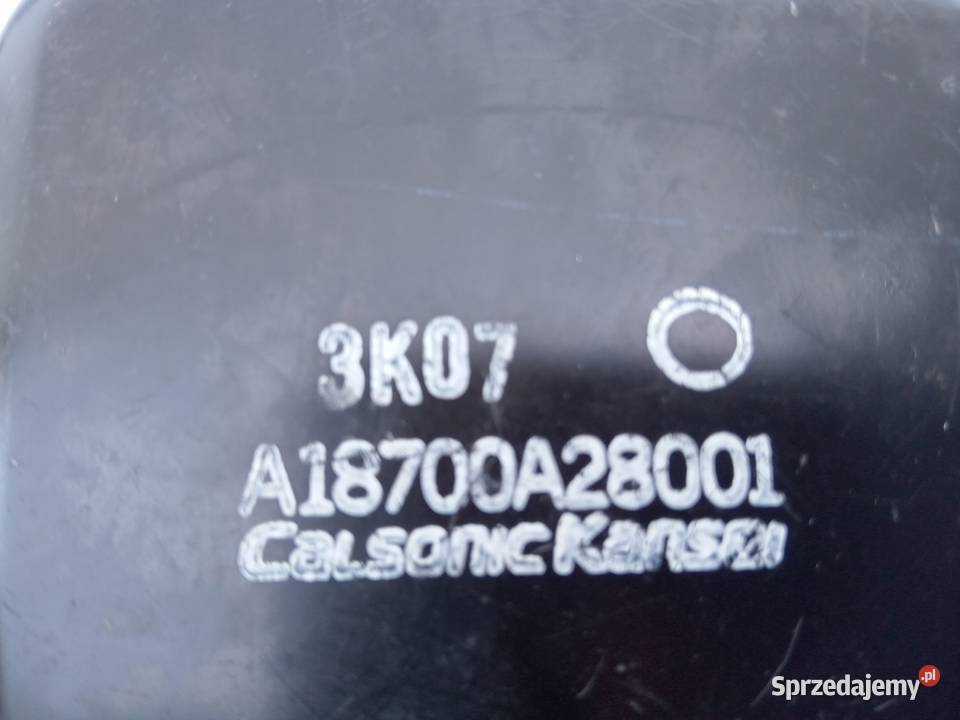 3K07
A18700A28001
CalsonicKansei
Sprzedajemy.pl